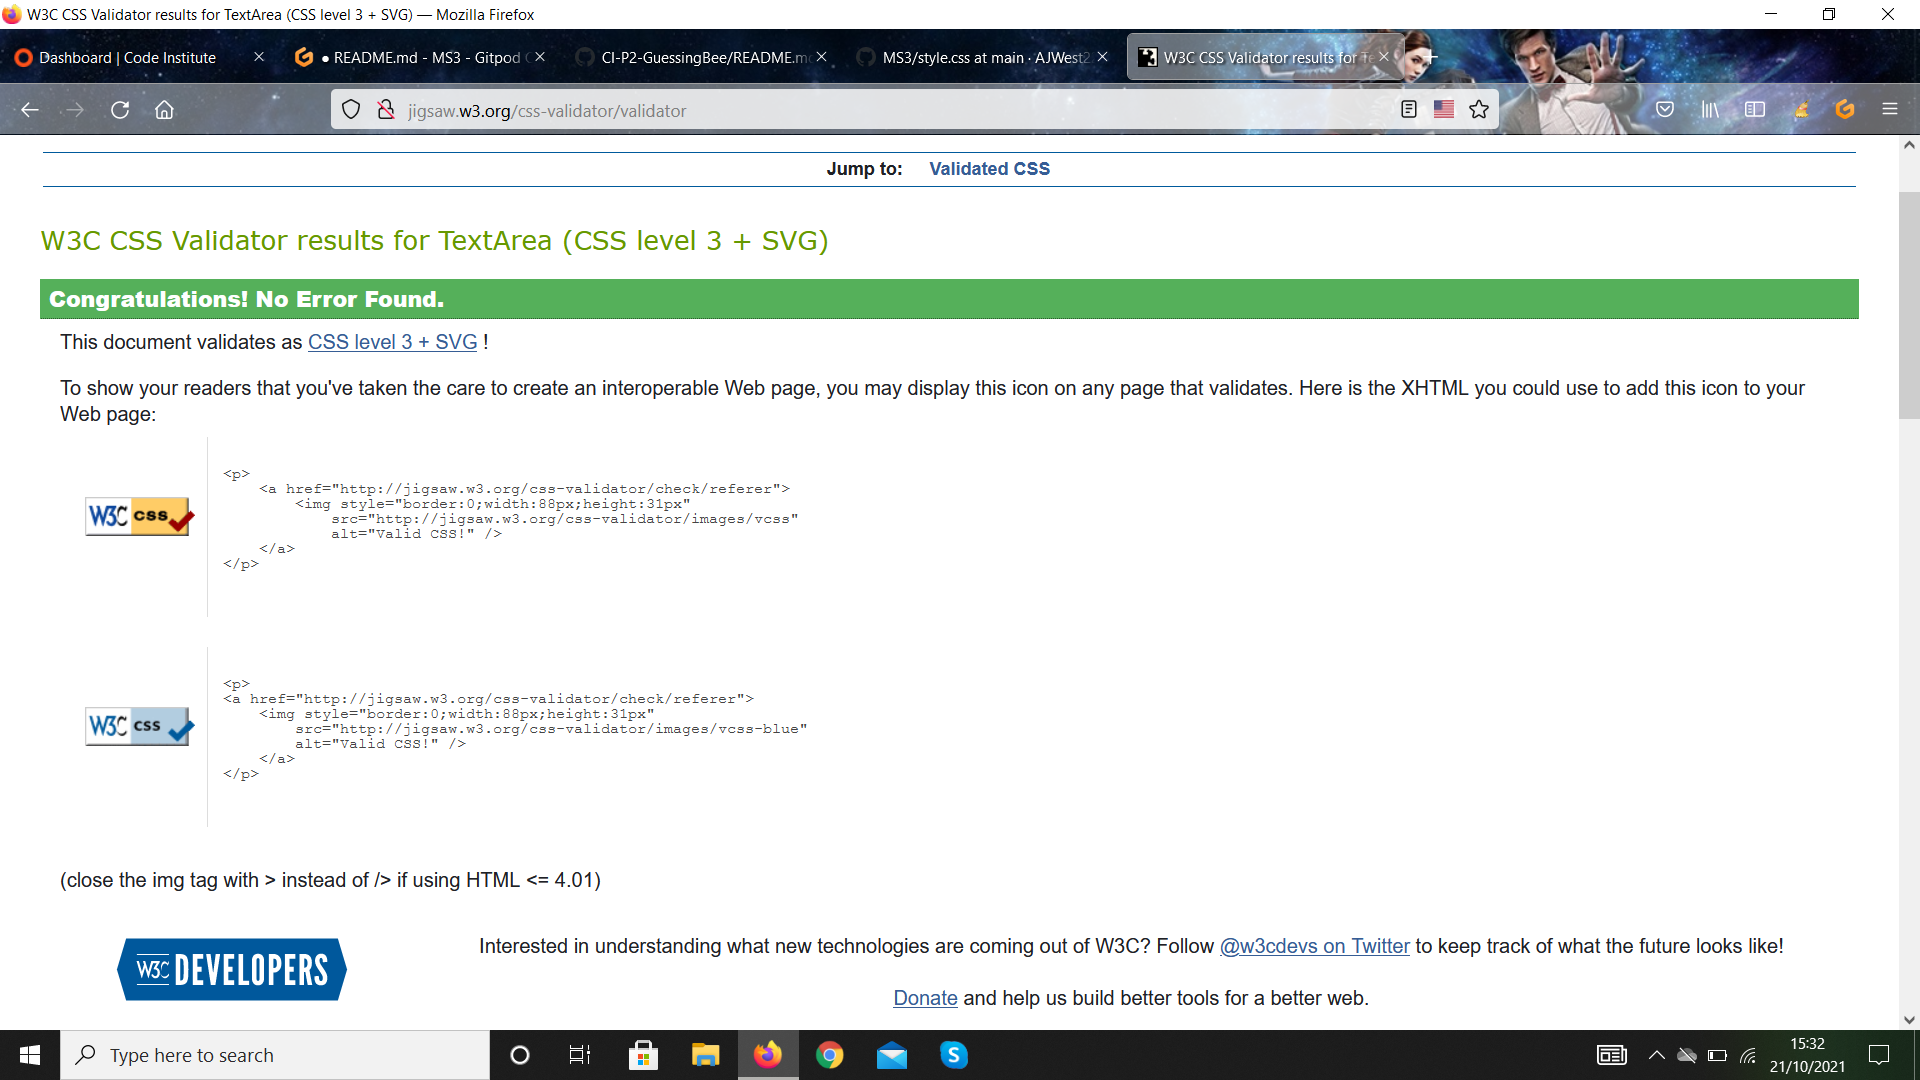 W3C CSS Validator results for TextArea (CSS level 3 + SVG) — Mozilla Firefox
Dashboard | Code Institute
● README.md - MS3 - Gitpod
CI-P2-GuessingBee/README.m
MS3/style.css at main · AJWest2
W3C CSS Validator results for Te
jigsaw.w3.org/css-validator/validator
Jump to: Validated CSS
W3C CSS Validator results for TextArea (CSS level 3 + SVG)
Congratulations! No Error Found.
This document validates as CSS level 3 + SVG !
To show your readers that you've taken the care to create an interoperable Web page, you may display this icon on any page that validates. Here is the XHTML you could use to add this icon to your
Web page:
W3C css
<p>
<a href="http://jigsaw.w3.org/css-validator/check/referer">
<img style="border:0;width:88px;height:31px"
src="http://jigsaw.w3.org/css-validator/images/vcss"
alt="Valid CSS!" />
</a>
</p>
W3C css
<p>
<a href="http://jigsaw.w3.org/css-validator/check/referer">
<img style="border:0;width:88px;height:31px"
src="http://jigsaw.w3.org/css-validator/images/vcss-blue"
alt="Valid CSS!" />
</a>
</p>
(close the img tag with > instead of /> if using HTML <= 4.01)
W3C DEVELOPERS
Interested in understanding what new technologies are coming out of W3C? Follow @w3cdevs on Twitter to keep track of what the future looks like!
Donate and help us build better tools for a better web.
Type here to search
15:32
21/10/2021